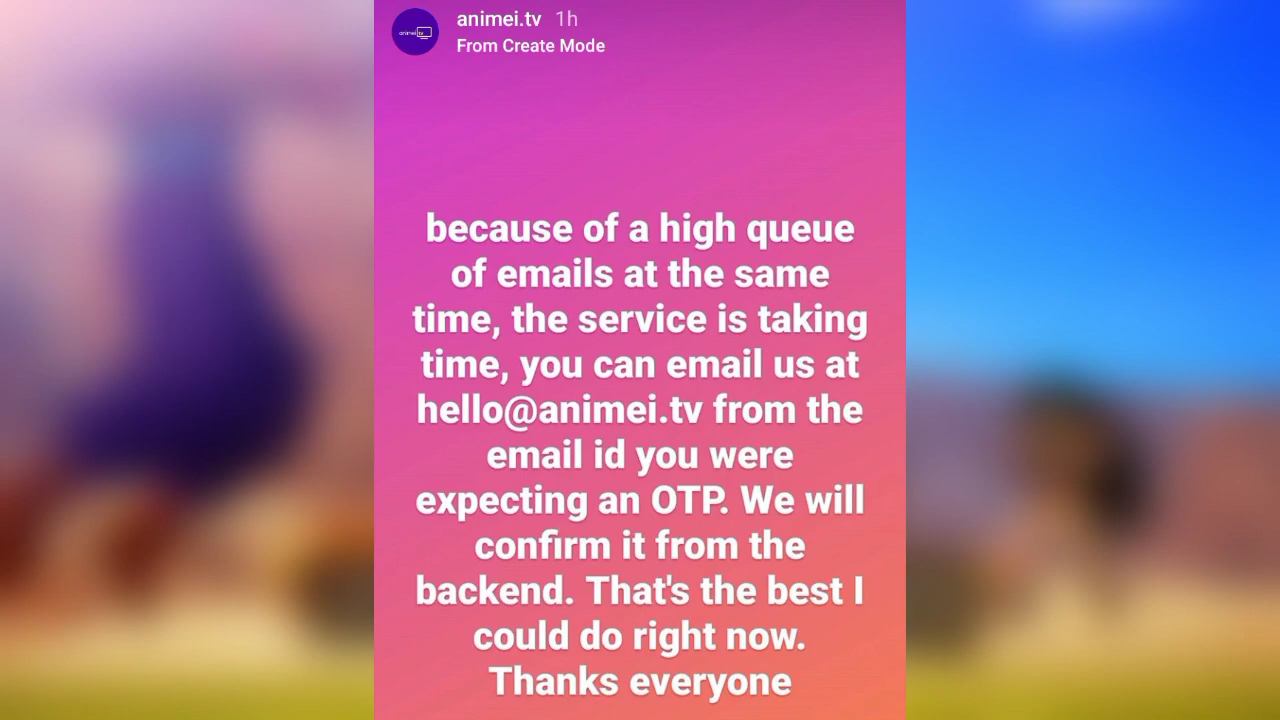 animei.tv 1h
From Create Mode
animei tv
because of a high queue
of emails at the same
time, the service is taking
time, you can email us at
hello@animei.tv from the
email id you were
expecting an OTP. We will
confirm it from the
backend. That's the best I
could do right now.
Thanks everyone